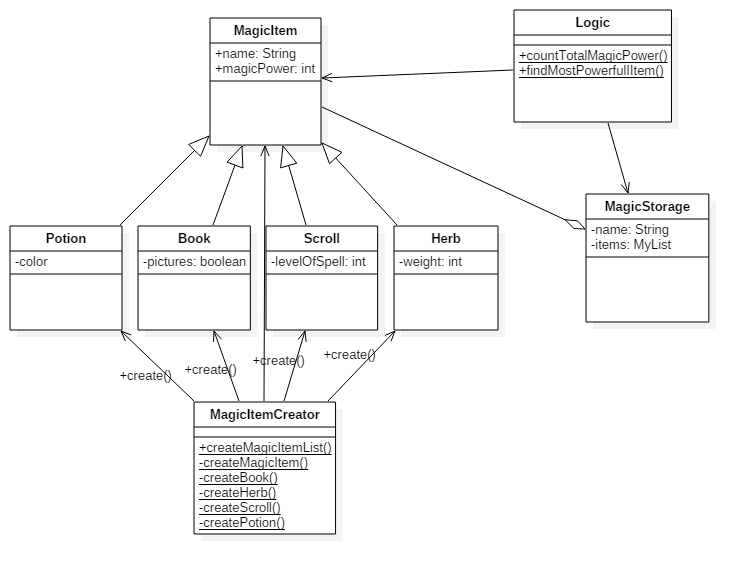 MagicItem
+name: String
+magicPower: int
Logic
+countTotalMagicPower()
+findMostPowerfullItem()
MagicStorage
-name: String
-items: MyList
Potion
-color
Book
-pictures: boolean
Scroll
-levelOfSpell: int
Herb
-weight: int
+create()
+create()
+create()
+create()
MagicItemCreator
+createMagicItemList()
-createMagicItem()
-createBook()
-createHerb()
-createScroll()
-createPotion()